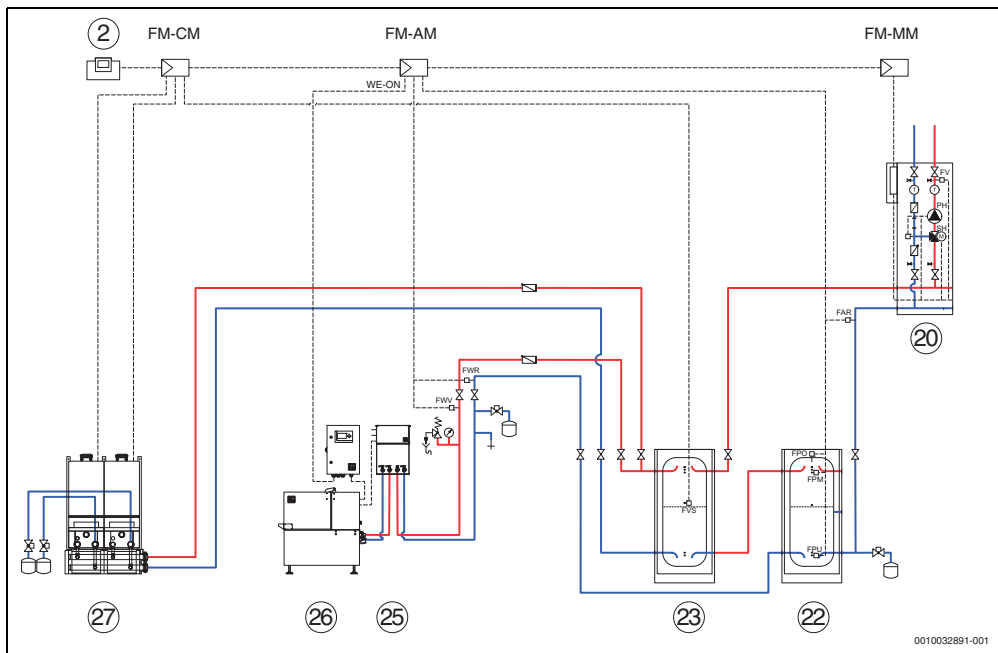 2
FM-CM
FM-AM
FM-MM
WE-ON
FV
T
T
PH
SH
M
FAR
20
FWR
FWV
FPO
FPM
FVS
FPU
27
26
25
23
22
0010032891-001